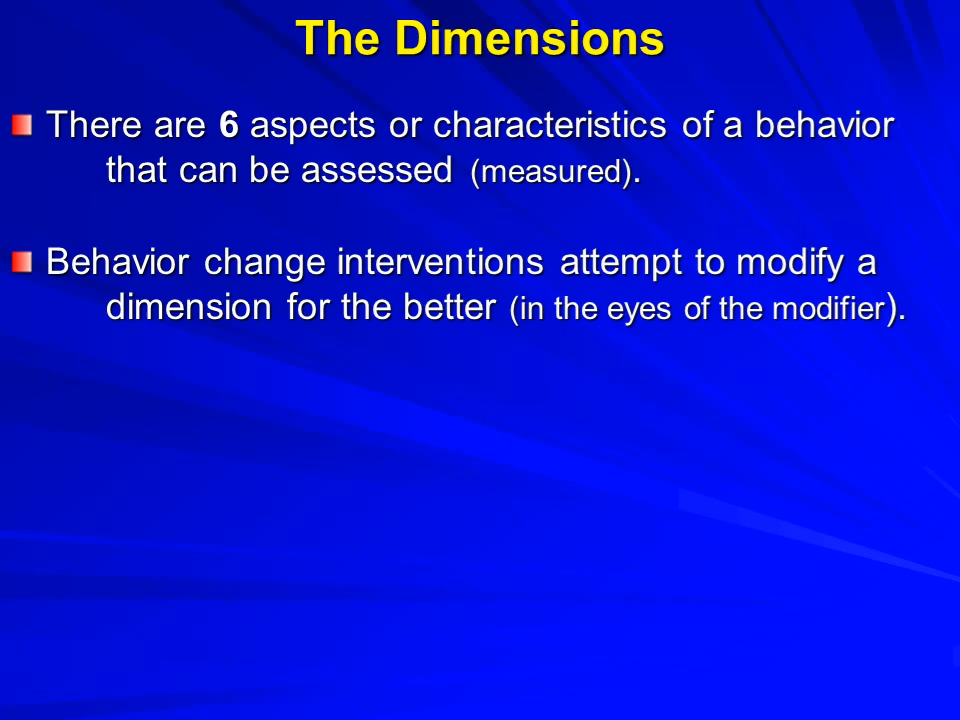 The Dimensions
There are 6 aspects or characteristics of a behavior
that can be assessed (measured).
Behavior change interventions attempt to modify a
dimension for the better (in the eyes of the modifier).